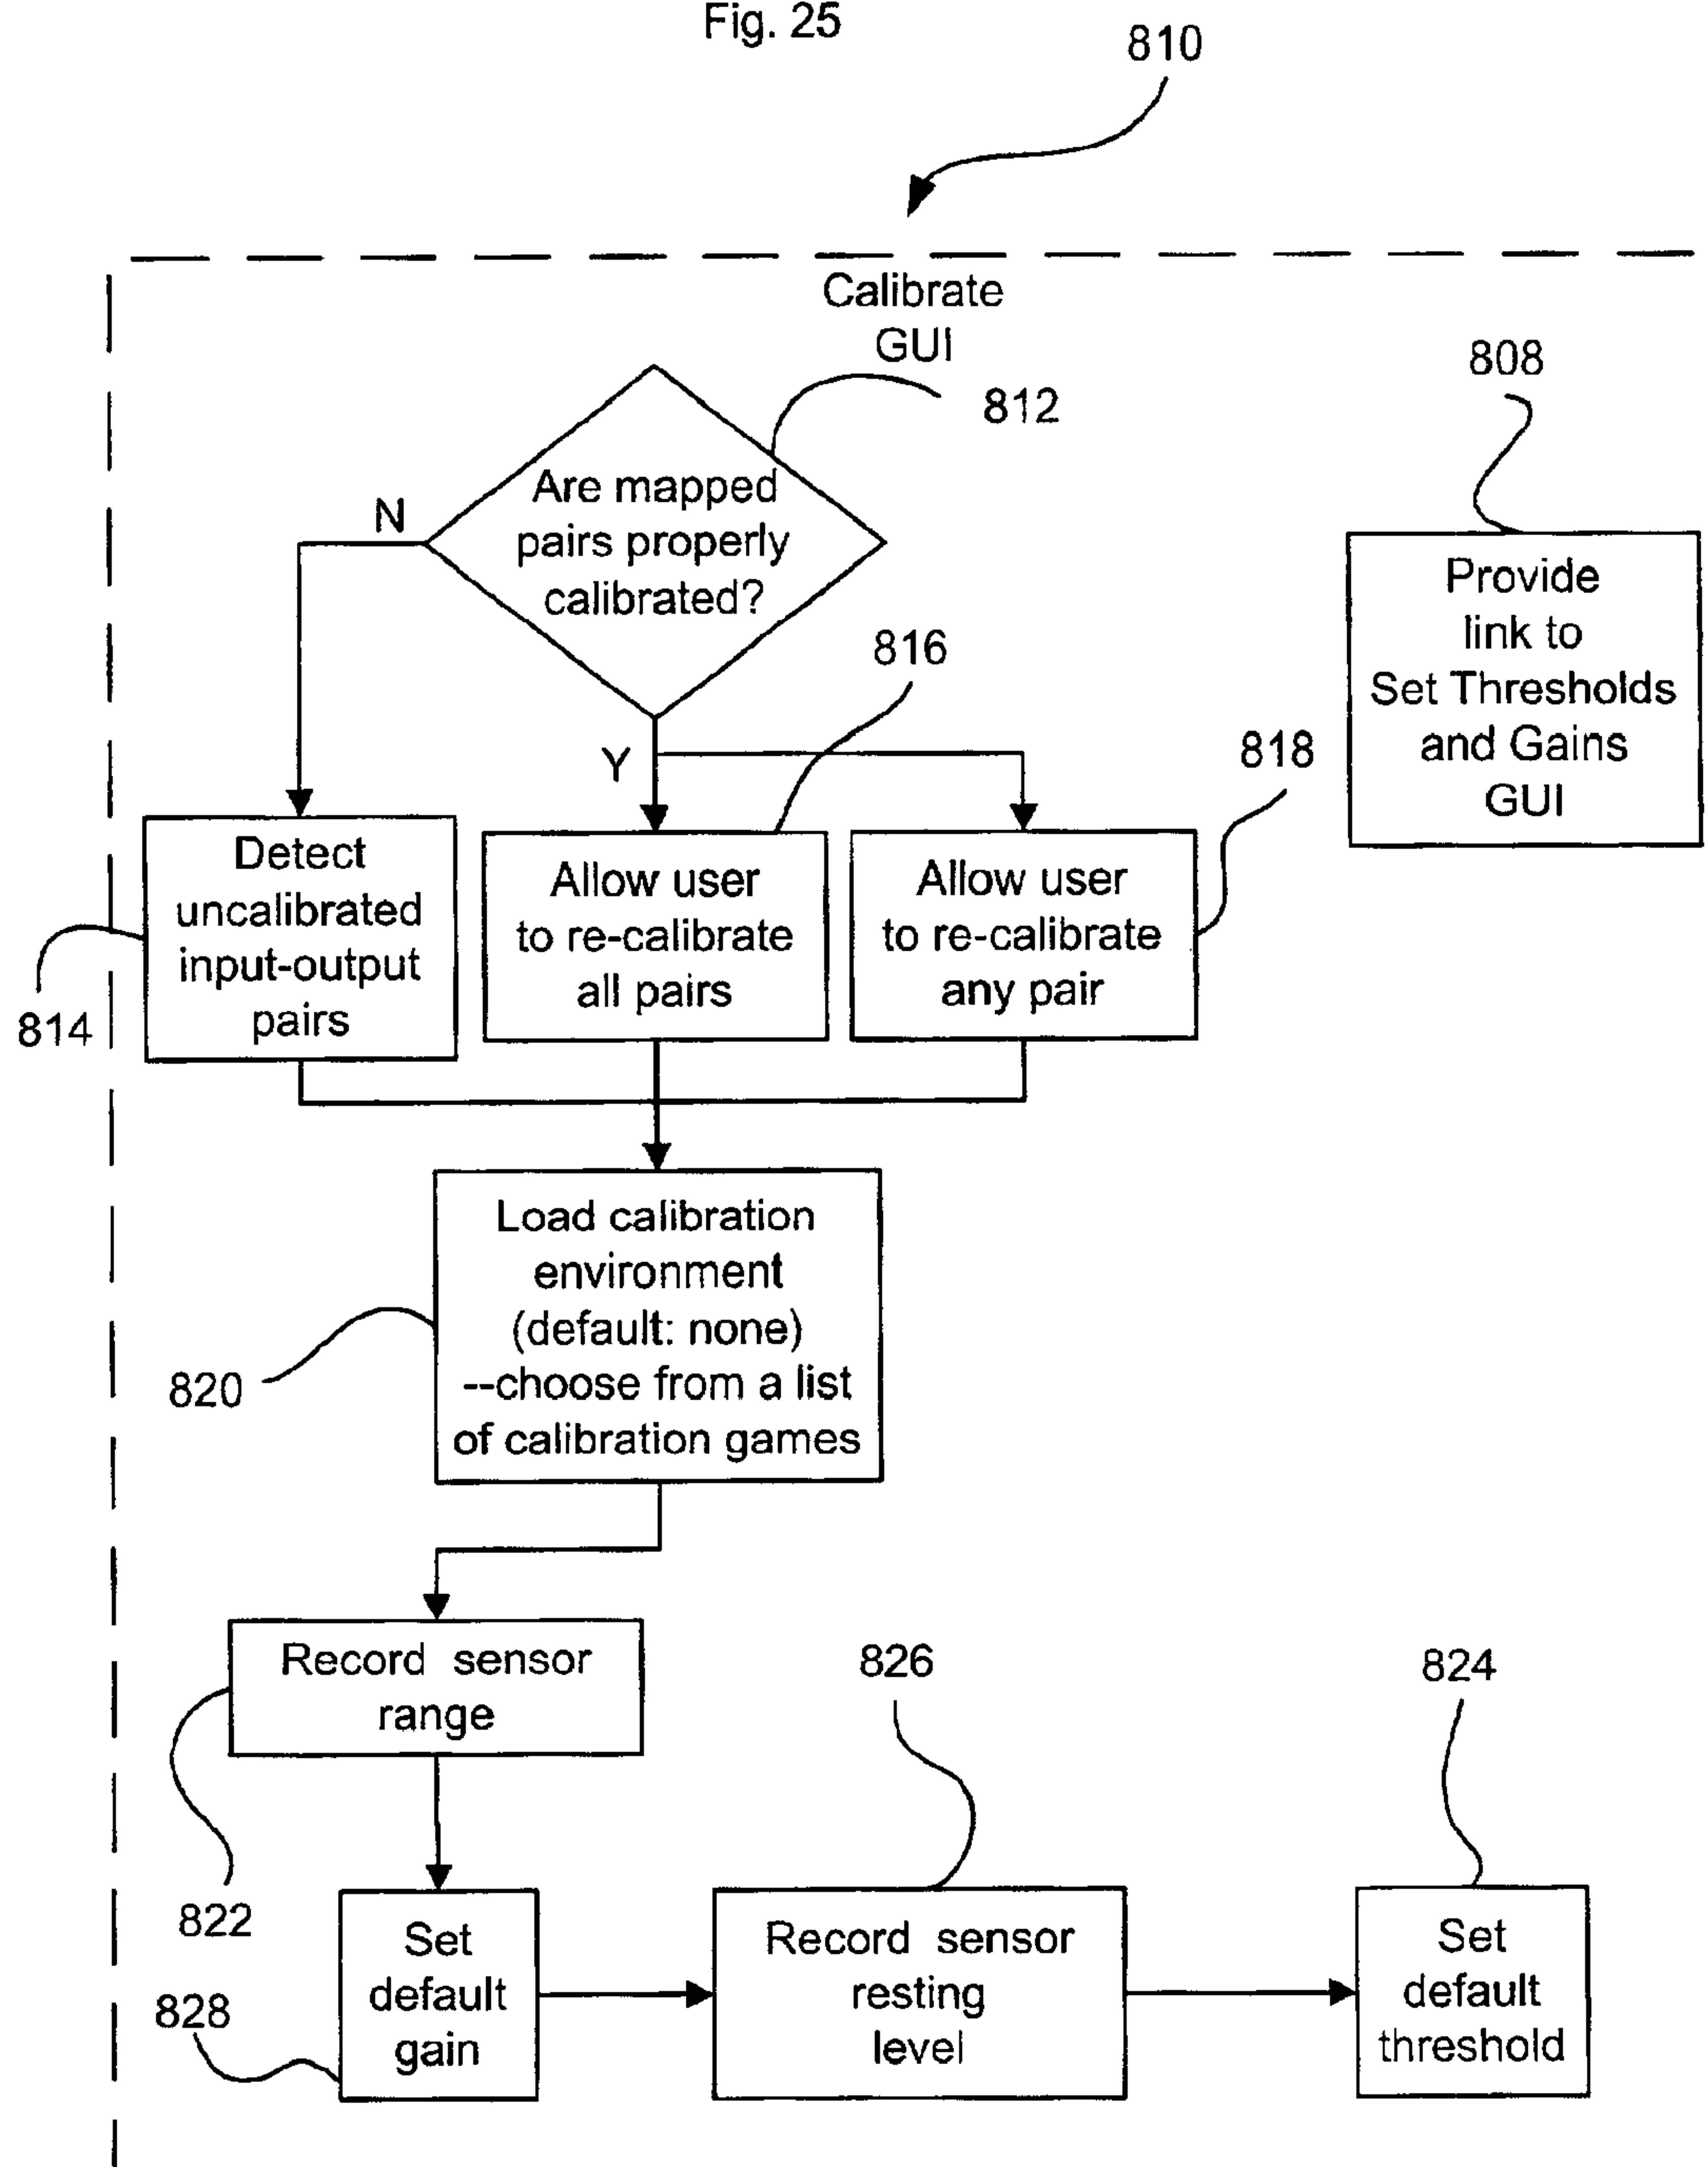 Fig. 25
810
Calibrate
GUI
808
812
Are mapped
pairs properly
calibrated?
N
Y
816
818
Provide
link to
Set Thresholds
and Gains
GUI
Detect
uncalibrated
input-output
pairs
814
Allow user
to re-calibrate
all pairs
Allow user
to re-calibrate
any pair
Load calibration
environment
(default: none)
--choose from a list
of calibration games
820
Record sensor
range
822
826
824
Set
default
gain
828
Record sensor
resting
level
Set
default
threshold